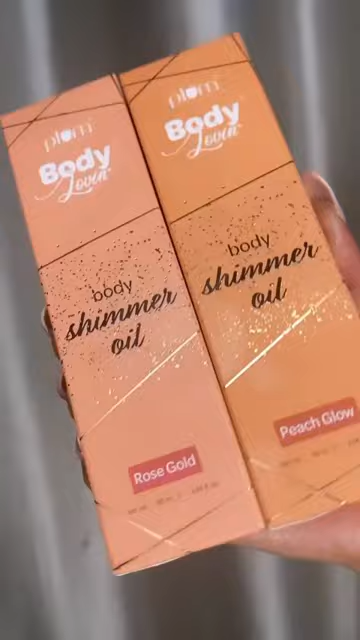 plum
Body
Lovin'
body
shimmer
oil
Rose Gold
plum
Body
Lovin'
body
shimmer
oil
Peach Glow